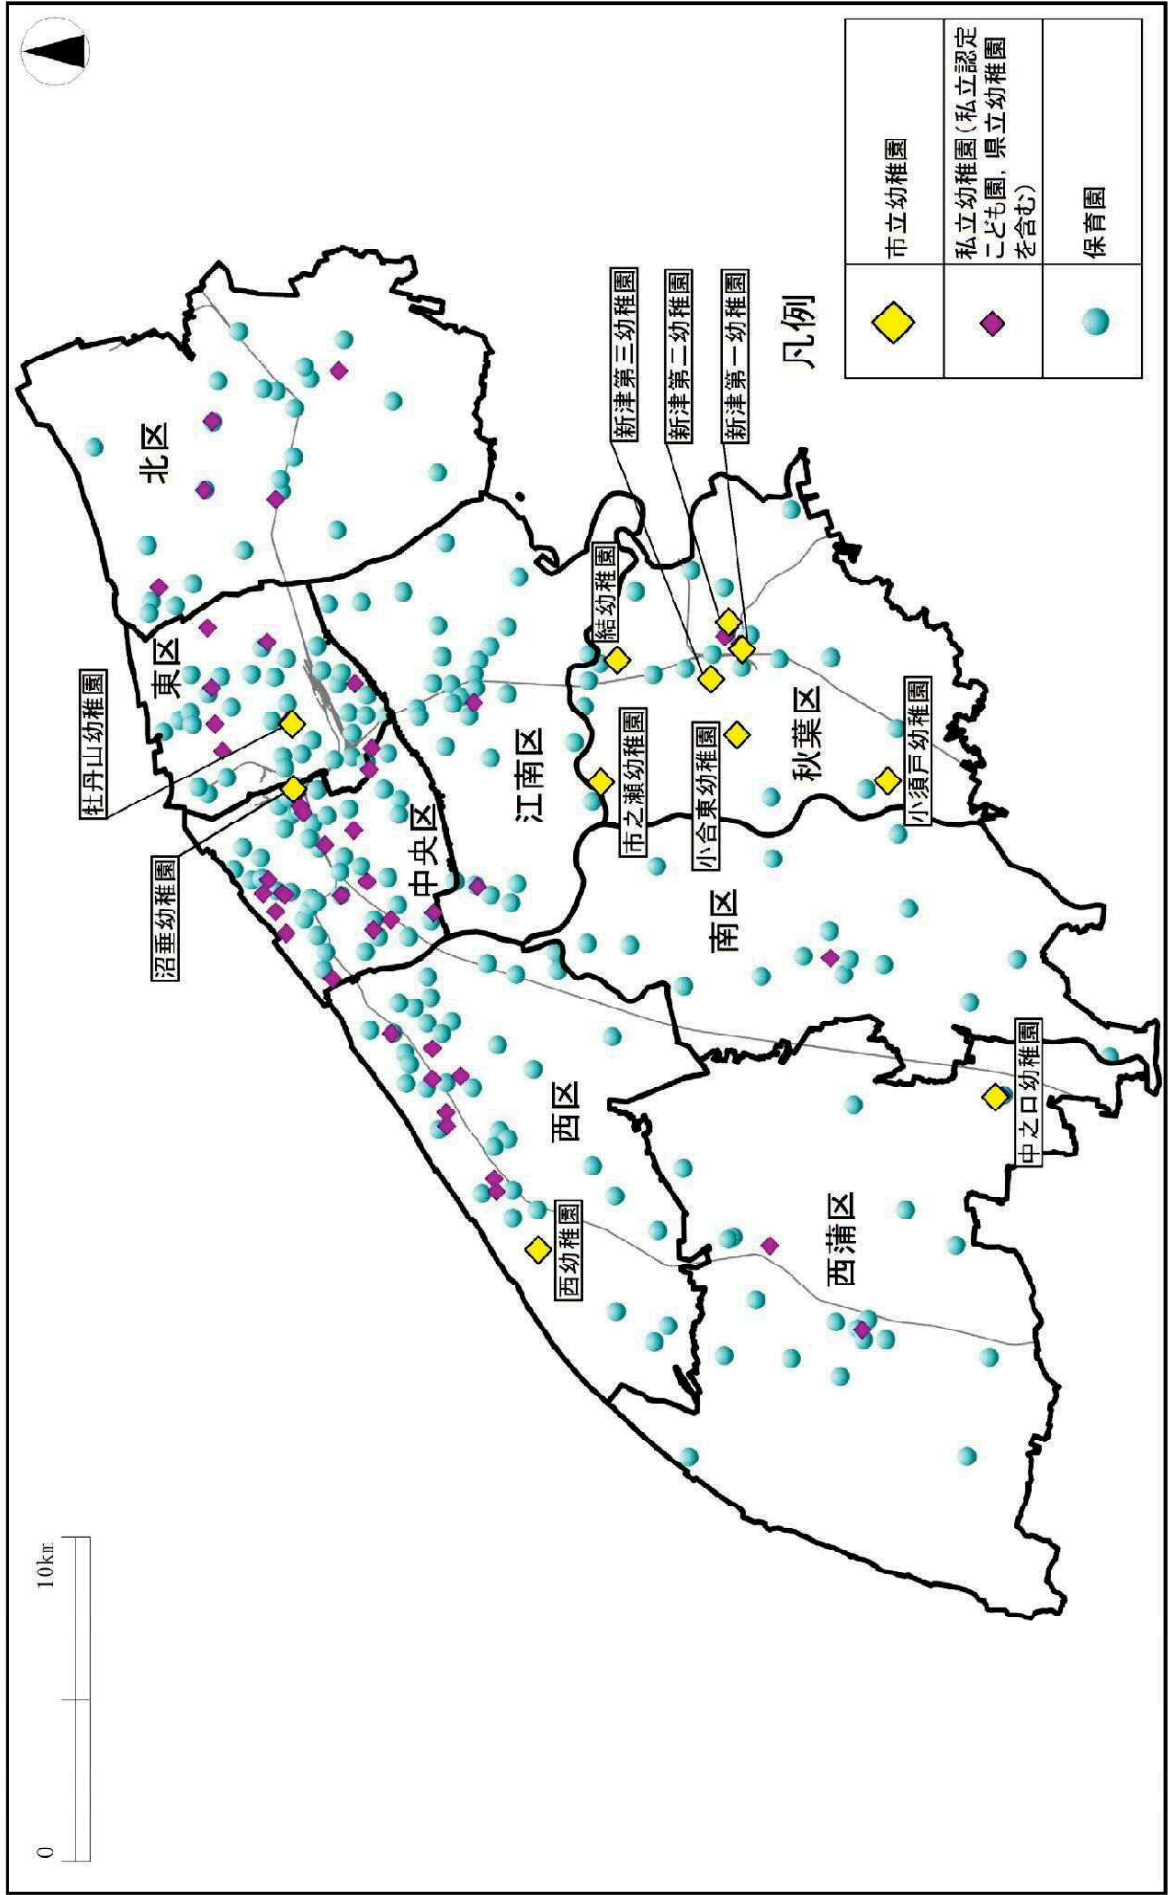 0
10km
北区
東区
中央区
江南区
秋葉区
南区
西区
西蒲区
牡丹山幼稚園
沼垂幼稚園
結幼稚園
市之瀬幼稚園
小合東幼稚園
小須戸幼稚園
新津第三幼稚園
新津第二幼稚園
新津第一幼稚園
西幼稚園
中之口幼稚園
凡例
市立幼稚園
私立幼稚園(私立認定
こども園,県立幼稚園
を含む)
保育園